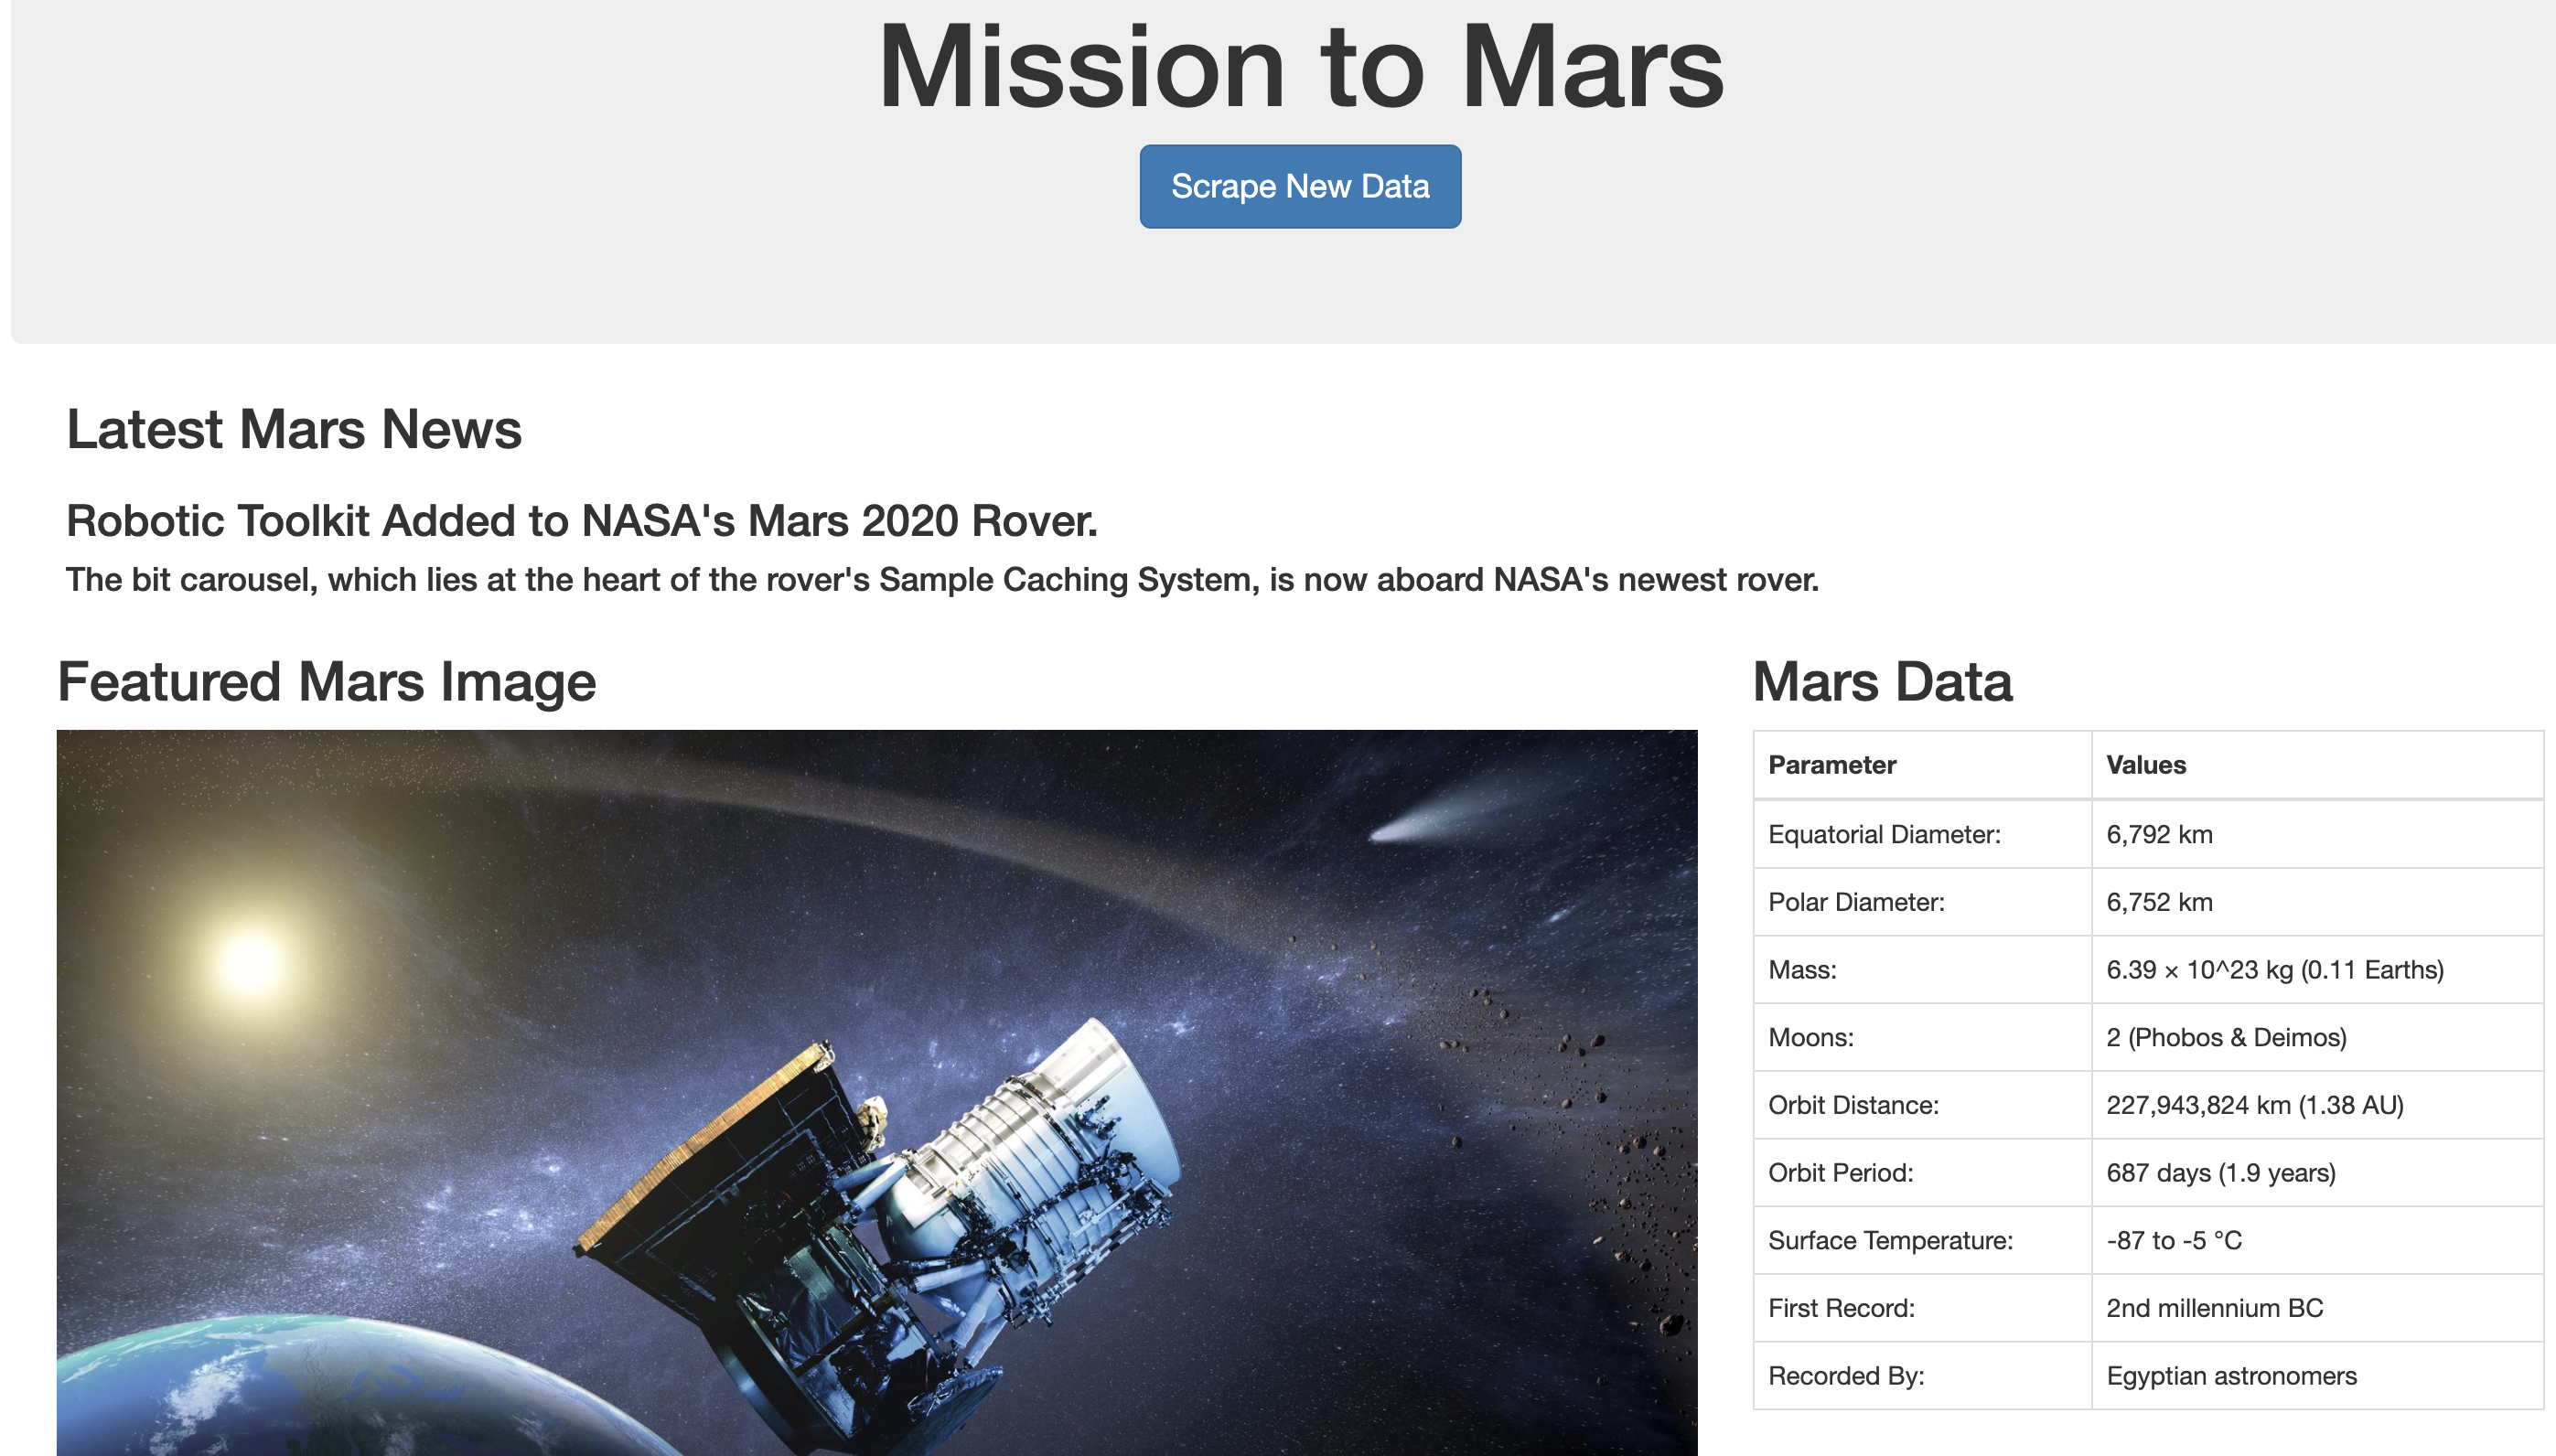 Mission to Mars
Scrape New Data
Latest Mars News
Robotic Toolkit Added to NASA's Mars 2020 Rover.
The bit carousel, which lies at the heart of the rover's Sample Caching System, is now aboard NASA's newest rover.
Featured Mars Image
Mars Data
Parameter Values
Equatorial Diameter: 6,792 km
Polar Diameter: 6,752 km
Mass: 6.39 × 10^23 kg (0.11 Earths)
Moons: 2 (Phobos & Deimos)
Orbit Distance: 227,943,824 km (1.38 AU)
Orbit Period: 687 days (1.9 years)
Surface Temperature: -87 to -5 °C
First Record: 2nd millennium BC
Recorded By: Egyptian astronomers